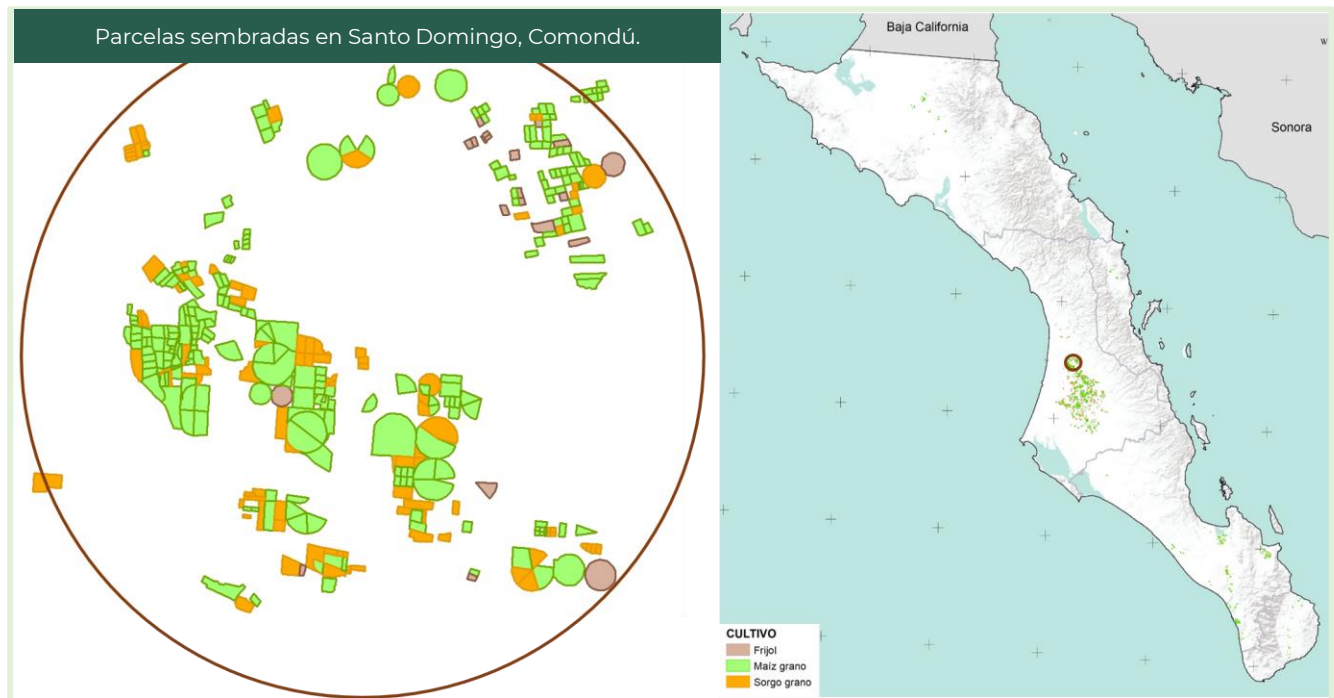 Parcelas sembradas en Santo Domingo, Comondú.
Baja California
W
Sonora
CULTIVO
Frijol
Maíz grano
Sorgo grano